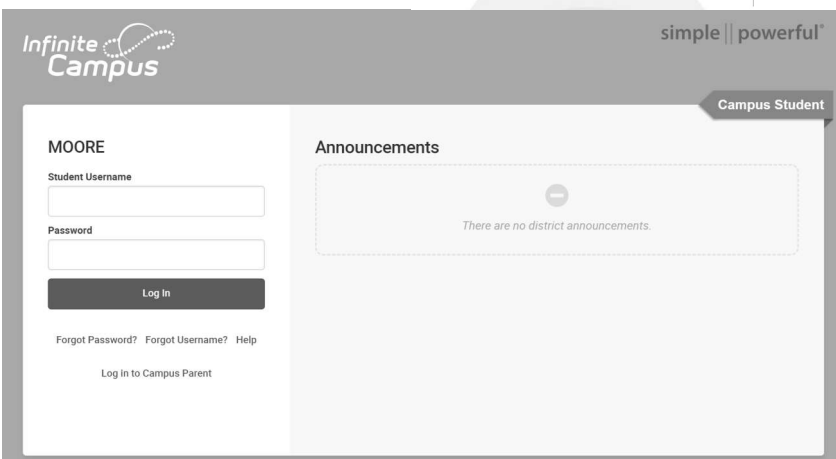 Infinite
Campus
simple || powerful®
Campus Student
MOORE
Student Username
Password
Log In
Forgot Password? Forgot Username? Help
Log in to Campus Parent
Announcements
There are no district announcements.